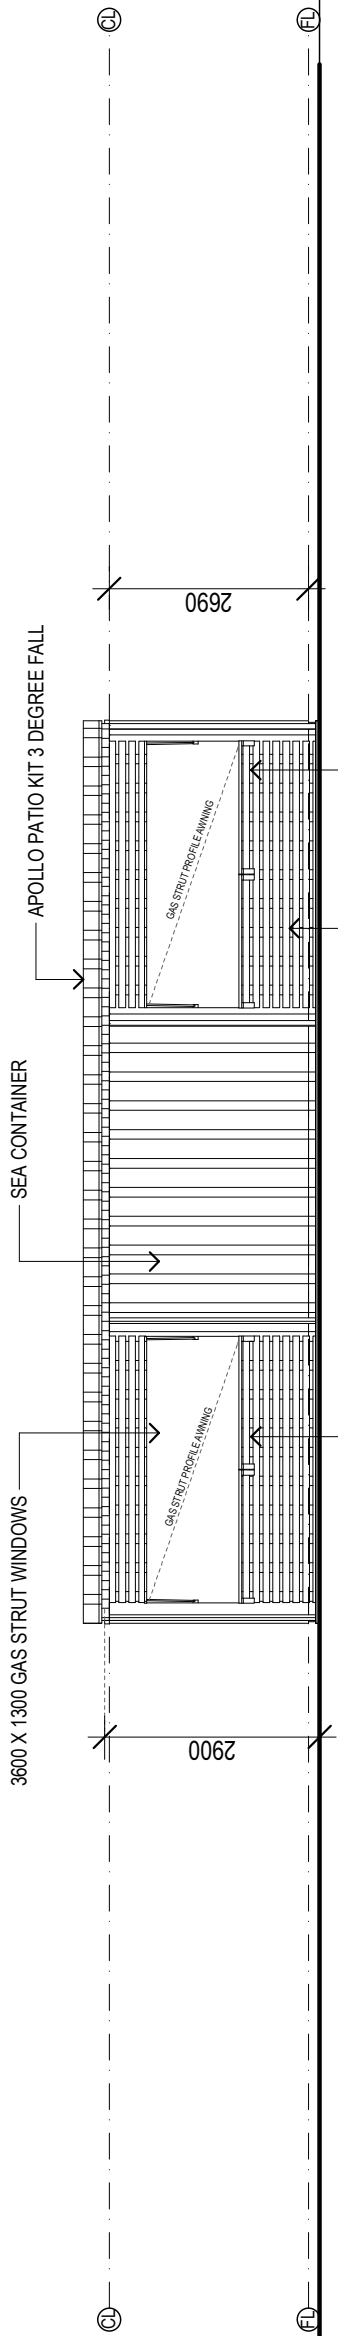 3600 X 1300 GAS STRUT WINDOWS
SEA CONTAINER
APOLLO PATIO KIT 3 DEGREE FALL
CL
CL
FL
FL
2900
2690
GAS STRUT PROFILE AWNING
GAS STRUT PROFILE AWNING